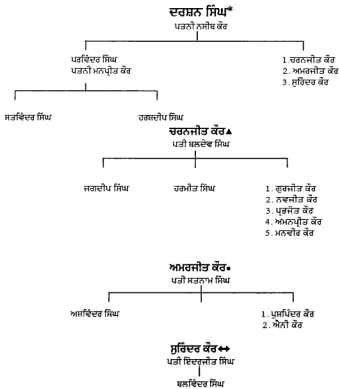 ਦਰਸ਼ਨ ਸਿੰਘ*
ਪਤਨੀ ਨਸੀਬ ਕੌਰ
ਪਰਵਿੰਦਰ ਸਿੰਘ
ਪਤਨੀ ਮਨਪ੍ਰੀਤ ਕੌਰ
1. ਚਰਨਜੀਤ ਕੌਰ
2. ਅਮਰਜੀਤ ਕੌਰ
3. ਸੁਰਿੰਦਰ ਕੌਰ
ਸਤਵਿੰਦਰ ਸਿੰਘ
ਹਰਸ਼ਦੀਪ ਸਿੰਘ
ਚਰਨਜੀਤ ਕੌਰ▲
ਪਤੀ ਬਲਦੇਵ ਸਿੰਘ
ਜਗਦੀਪ ਸਿੰਘ
ਹਰਮੀਤ ਸਿੰਘ
1. ਗੁਰਜੀਤ ਕੌਰ
2. ਨਵਜੀਤ ਕੌਰ
3. ਪ੍ਰਭਜੋਤ ਕੌਰ
4. ਅਮਨਪ੍ਰੀਤ ਕੌਰ
5. ਮਨਵੀਰ ਕੌਰ
ਅਮਰਜੀਤ ਕੌਰ●
ਪਤੀ ਸਤਨਾਮ ਸਿੰਘ
ਅਸ਼ਵਿੰਦਰ ਸਿੰਘ
1. ਪੁਸ਼ਪਿੰਦਰ ਕੌਰ
2. ਐਨੀ ਕੌਰ
ਸੁਰਿੰਦਰ ਕੌਰ↔
ਪਤੀ ਇੰਦਰਜੀਤ ਸਿੰਘ
ਬਲਵਿੰਦਰ ਸਿੰਘ